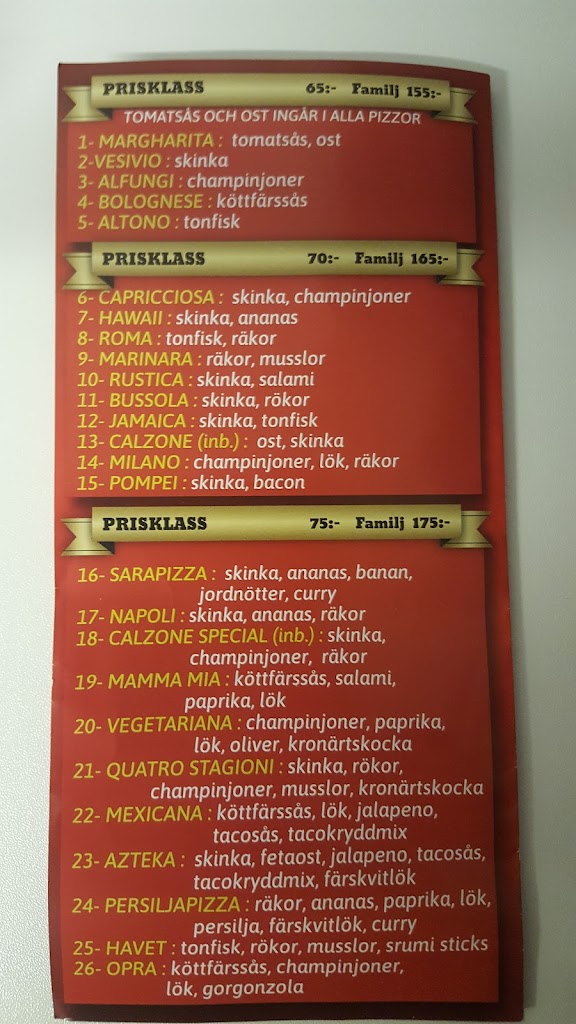 PRISKLASS 65:- Familj 155:-
TOMATSÅS OCH OST INGÅR I ALLA PIZZOR
1- MARGHARITA : tomatsås, ost
2-VESIVIO : skinka
3- ALFUNGI : champinjoner
4- BOLOGNESE : köttfärssås
5- ALTONO : tonfisk
PRISKLASS 70:- Familj 165:-
6- CAPRICCIOSA : skinka, champinjoner
7- HAWAII : skinka, ananas
8- ROMA : tonfisk, räkor
9- MARINARA : räkor, musslor
10- RUSTICA : skinka, salami
11- BUSSOLA : skinka, rökor
12- JAMAICA : skinka, tonfisk
13- CALZONE (inb.) : ost, skinka
14- MILANO : champinjoner, lök, räkor
15- POMPEI : skinka, bacon
PRISKLASS 75:- Familj 175:-
16- SARAPIZZA : skinka, ananas, banan,
jordnötter, curry
17- NAPOLI : skinka, ananas, räkor
18- CALZONE SPECIAL (inb.) : skinka,
champinjoner, räkor
19- MAMMA MIA : köttfärssås, salami,
paprika, lök
20- VEGETARIANA : champinjoner, paprika,
lök, oliver, kronärtskocka
21- QUATRO STAGIONI : skinka, rökor,
champinjoner, musslor, kronärtskocka
22- MEXICANA : köttfärssås, lök, jalapeno,
tacosås, tacokryddmix
23- AZTEKA : skinka, fetaost, jalapeno, tacosås,
tacokryddmix, färskvitlök
24- PERSILJAPIZZA : räkor, ananas, paprika, lök,
persilja, färskvitlök, curry
25- HAVET : tonfisk, rökor, musslor, srumi sticks
26- OPRA : köttfärssås, champinjoner,
lök, gorgonzola